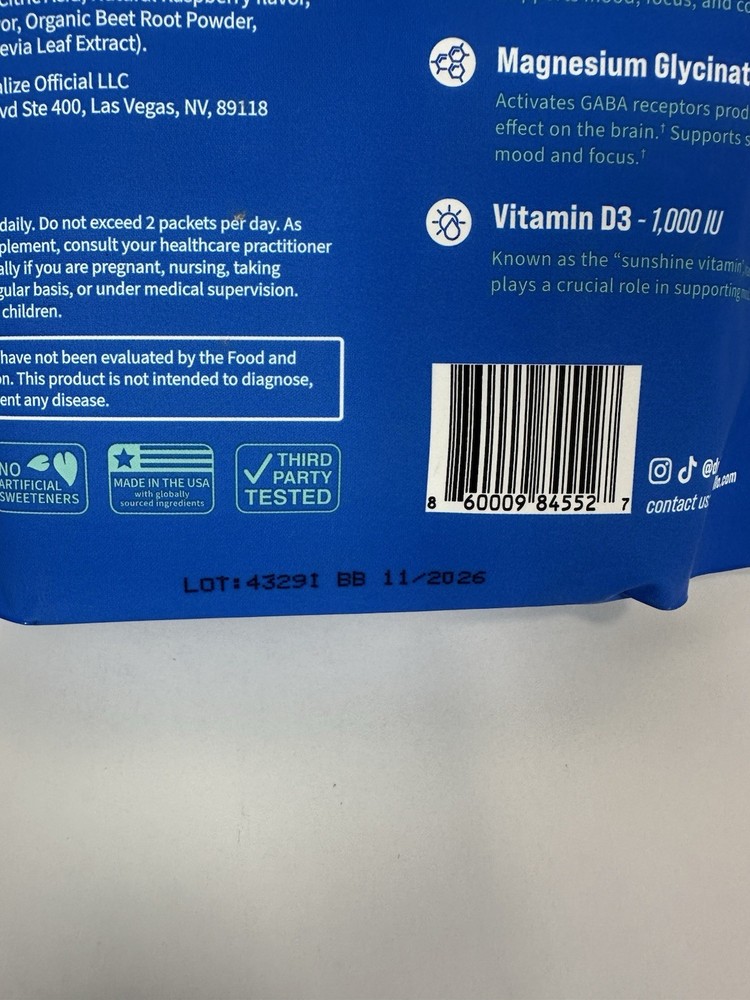 or, Organic Beet Root Powder,
evia Leaf Extract).
alize Official LLC
vd Ste 400, Las Vegas, NV, 89118
daily. Do not exceed 2 packets per day. As
plement, consult your healthcare practitioner
ally if you are pregnant, nursing, taking
gular basis, or under medical supervision.
children.
have not been evaluated by the Food and
on. This product is not intended to diagnose,
ent any disease.
NO
ARTIFICIAL
SWEETENERS
MADE IN THE USA
with globally
sourced ingredients
THIRD
PARTY
TESTED
Magnesium Glycinat
Activates GABA receptors prod
effect on the brain.† Supports s
mood and focus.†
Vitamin D3 - 1,000 IU
Known as the “sunshine vitamin
plays a crucial role in supporting
8 60009 84552 7
contact us
LOT:43291 BB 11/2026